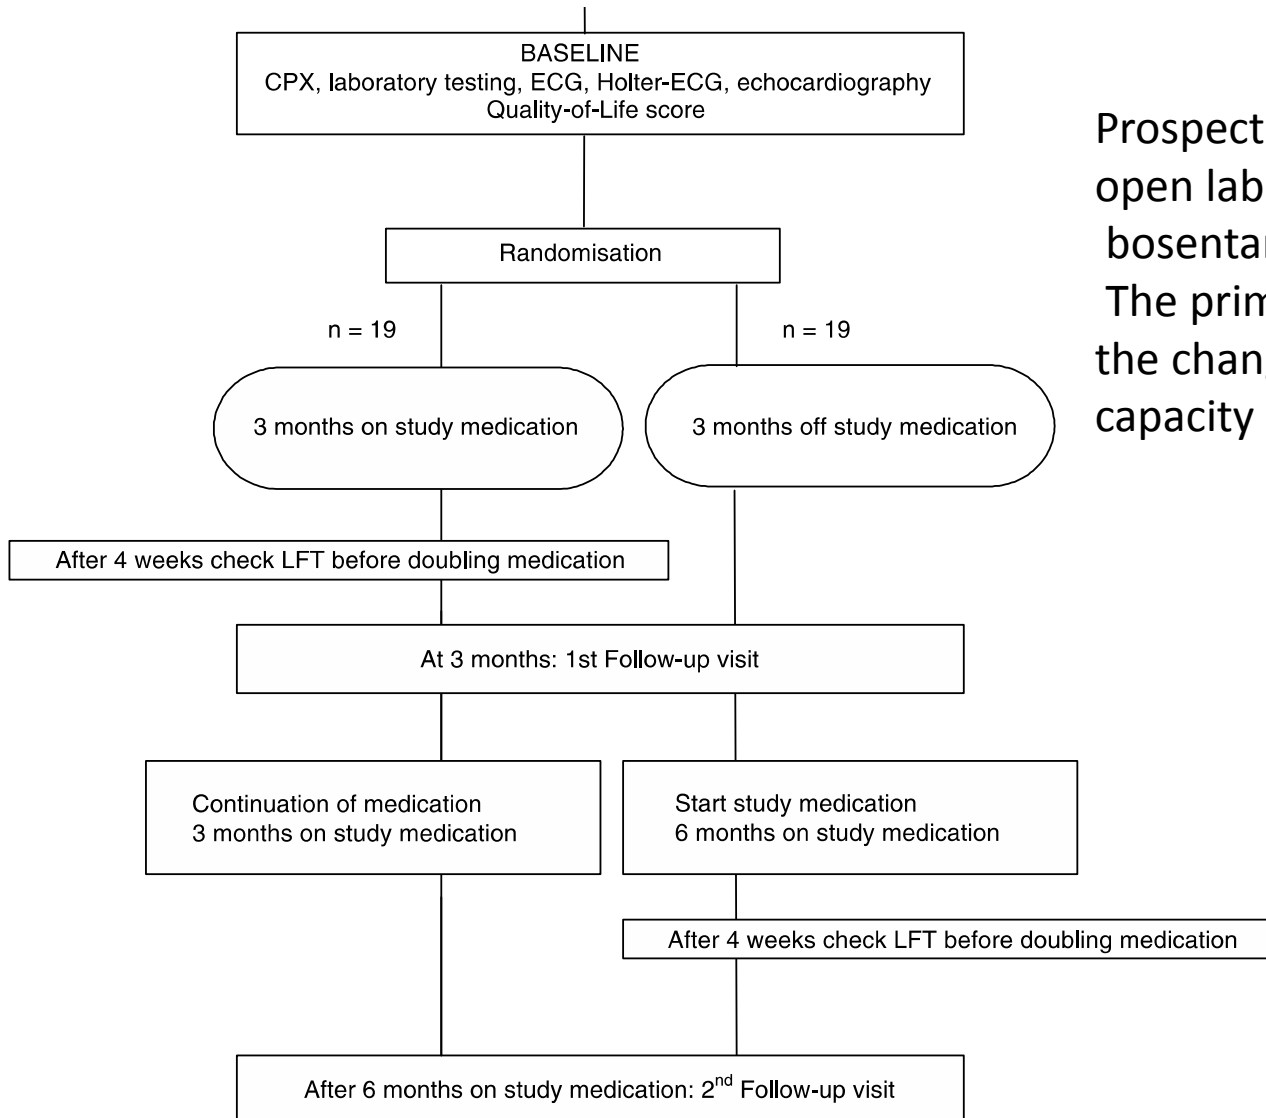 BASELINE
CPX, laboratory testing, ECG, Holter-ECG, echocardiography
Quality-of-Life score
Prospect
open lab
bosenta
The prim
the chan
capacity
Randomisation
n = 19
n = 19
3 months on study medication
3 months off study medication
After 4 weeks check LFT before doubling medication
At 3 months: 1st Follow-up visit
Continuation of medication
3 months on study medication
Start study medication
6 months on study medication
After 4 weeks check LFT before doubling medication
After 6 months on study medication: 2nd Follow-up visit